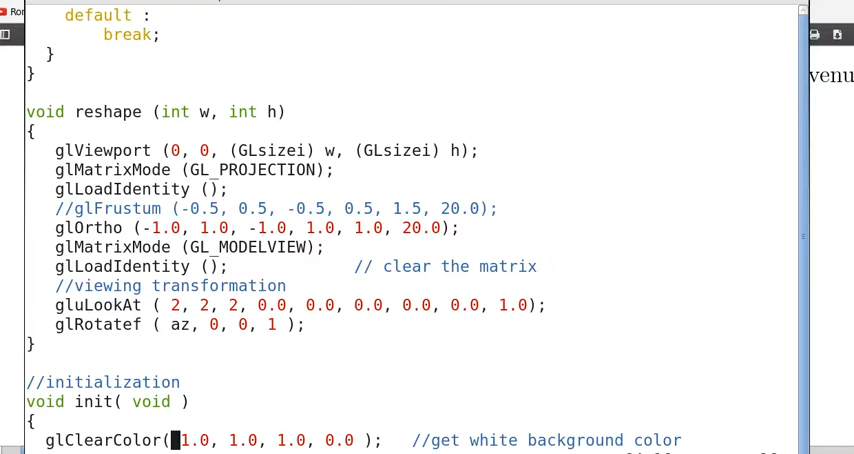 Ror
default :
break;
}
}
venu
void reshape (int w, int h)
{
glViewport (0, 0, (GLsizei) w, (GLsizei) h);
glMatrixMode (GL_PROJECTION);
glLoadIdentity ();
//glFrustum (-0.5, 0.5, -0.5, 0.5, 1.5, 20.0);
glOrtho (-1.0, 1.0, -1.0, 1.0, 1.0, 20.0);
glMatrixMode (GL_MODELVIEW);
glLoadIdentity (); // clear the matrix
//viewing transformation
gluLookAt ( 2, 2, 2, 0.0, 0.0, 0.0, 0.0, 0.0, 1.0);
glRotatef ( az, 0, 0, 1 );
}
//initialization
void init( void )
{
glClearColor( 1.0, 1.0, 1.0, 0.0 ); //get white background color